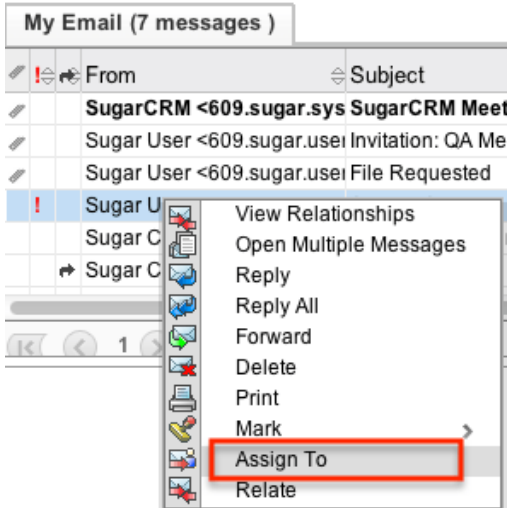 My Email (7 messages )
! From Subject
SugarCRM <609.sugar.sys SugarCRM Meet
Sugar User <609.sugar.user Invitation: QA Me
Sugar User <609.sugar.user File Requested
! Sugar U
Sugar C
Sugar C
1
View Relationships
Open Multiple Messages
Reply
Reply All
Forward
Delete
Print
Mark
Assign To
Relate